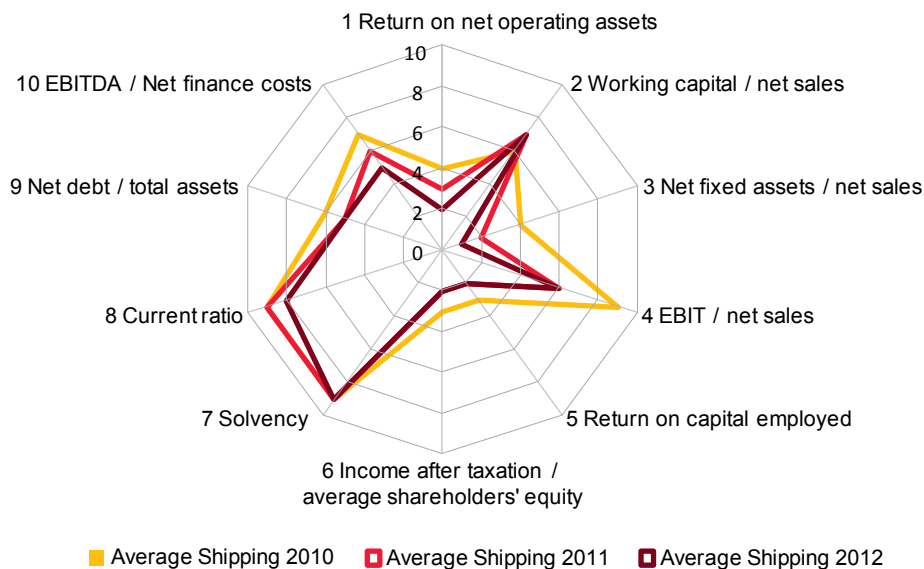 1 Return on net operating assets
10
10 EBITDA / Net finance costs
2 Working capital / net sales
8
6
9 Net debt / total assets
3 Net fixed assets / net sales
4
2
0
8 Current ratio
4 EBIT / net sales
7 Solvency
5 Return on capital employed
6 Income after taxation /
average shareholders' equity
Average Shipping 2010
Average Shipping 2011
Average Shipping 2012